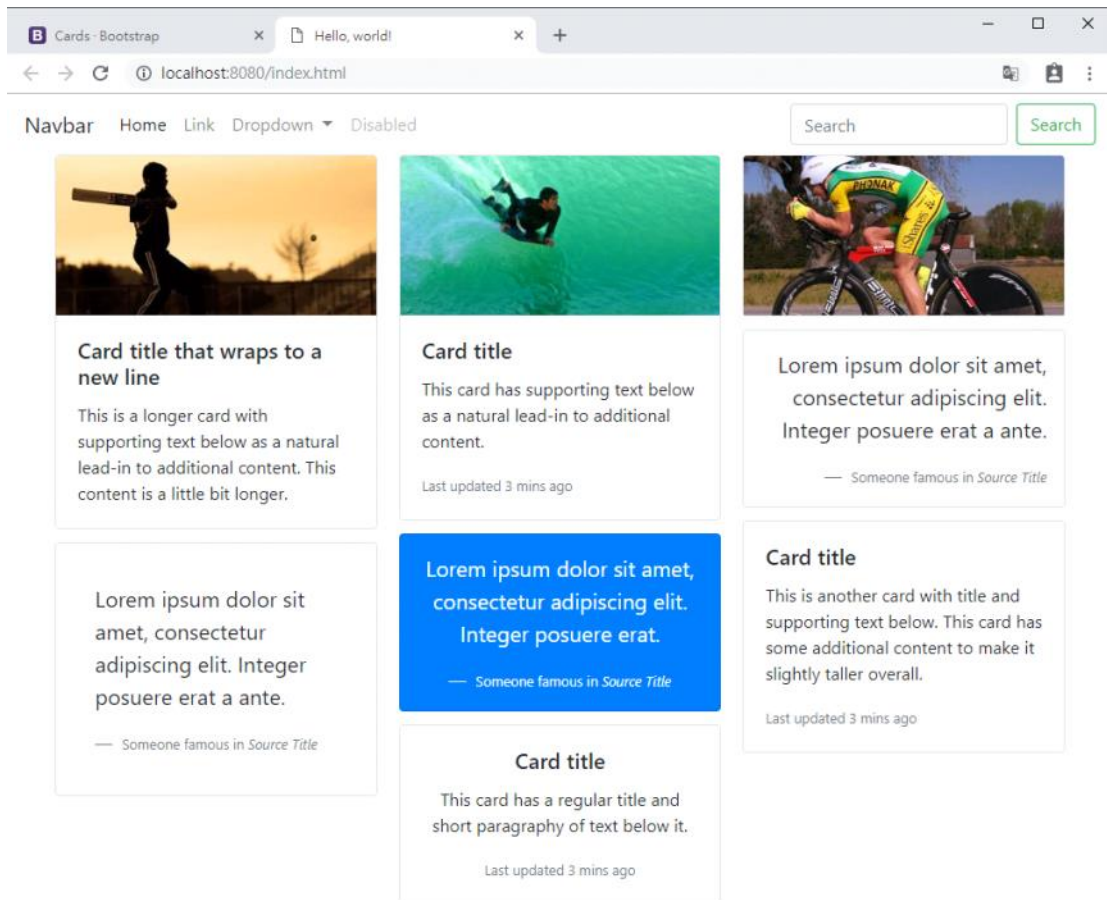 Cards · Bootstrap
Hello, world!
localhost:8080/index.html
Navbar Home Link Dropdown Disabled
Search
Search
Card title that wraps to a
new line
This is a longer card with
supporting text below as a natural
lead-in to additional content. This
content is a little bit longer.
Lorem ipsum dolor sit
amet, consectetur
adipiscing elit. Integer
posuere erat a ante.
— Someone famous in Source Title
Card title
This card has supporting text below
as a natural lead-in to additional
content.
Last updated 3 mins ago
Lorem ipsum dolor sit amet,
consectetur adipiscing elit.
Integer posuere erat.
— Someone famous in Source Title
Card title
This card has a regular title and
short paragraphy of text below it.
Last updated 3 mins ago
PHONAK
Shares &
BMC
Lorem ipsum dolor sit amet,
consectetur adipiscing elit.
Integer posuere erat a ante.
— Someone famous in Source Title
Card title
This is another card with title and
supporting text below. This card has
some additional content to make it
slightly taller overall.
Last updated 3 mins ago